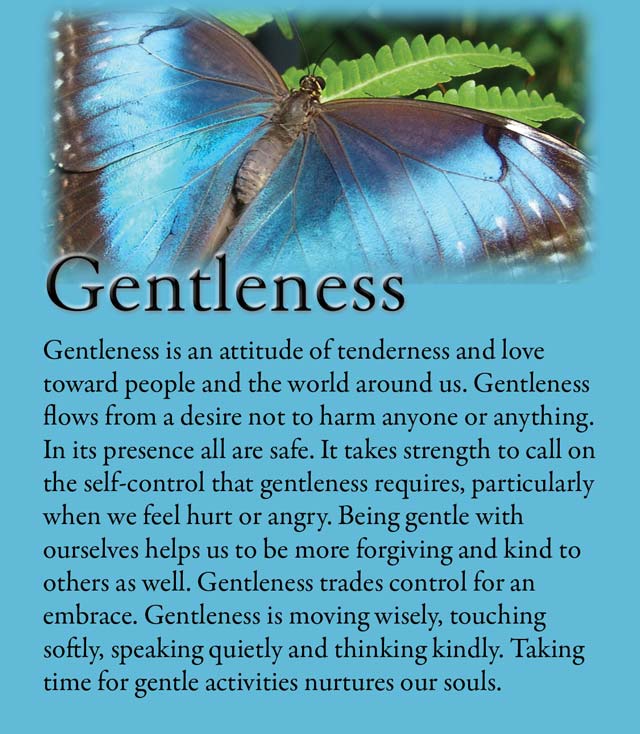 Gentleness
Gentleness is an attitude of tenderness and love
toward people and the world around us. Gentleness
flows from a desire not to harm anyone or anything.
In its presence all are safe. It takes strength to call on
the self-control that gentleness requires, particularly
when we feel hurt or angry. Being gentle with
ourselves helps us to be more forgiving and kind to
others as well. Gentleness trades control for an
embrace. Gentleness is moving wisely, touching
softly, speaking quietly and thinking kindly. Taking
time for gentle activities nurtures our souls.